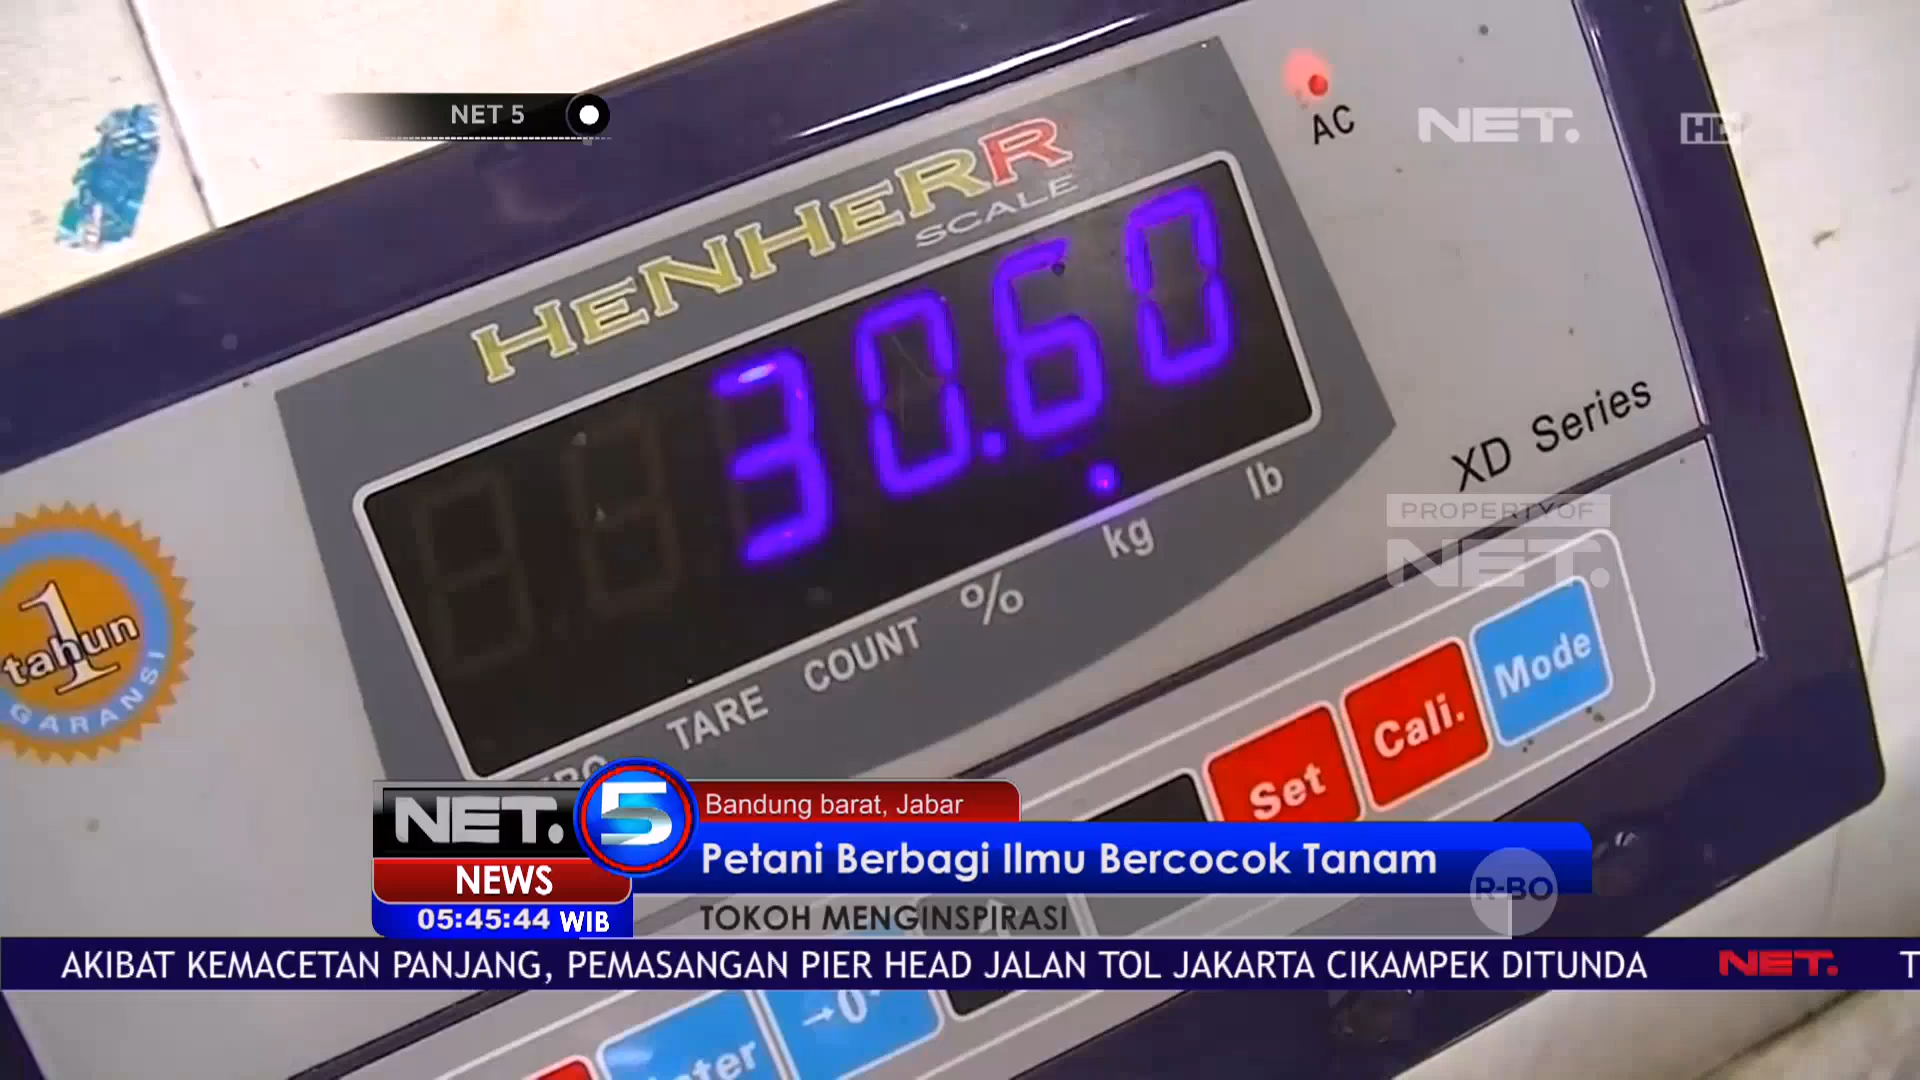 NET 5
NET.
HD
AC
HENHERR
SCALE
30.60
XD Series
PROPERTY OF
NET.
lb
kg
%
COUNT
TARE
1
tahun
GARANSI
Mode
Cali.
Set
NET. 5
NEWS
05:45:44 WIB
Bandung barat, Jabar
Petani Berbagi Ilmu Bercocok Tanam
TOKOH MENGINSPIRASI
R-BO
AKIBAT KEMACETAN PANJANG, PEMASANGAN PIER HEAD JALAN TOL JAKARTA CIKAMPEK DITUNDA
NET.
→0←